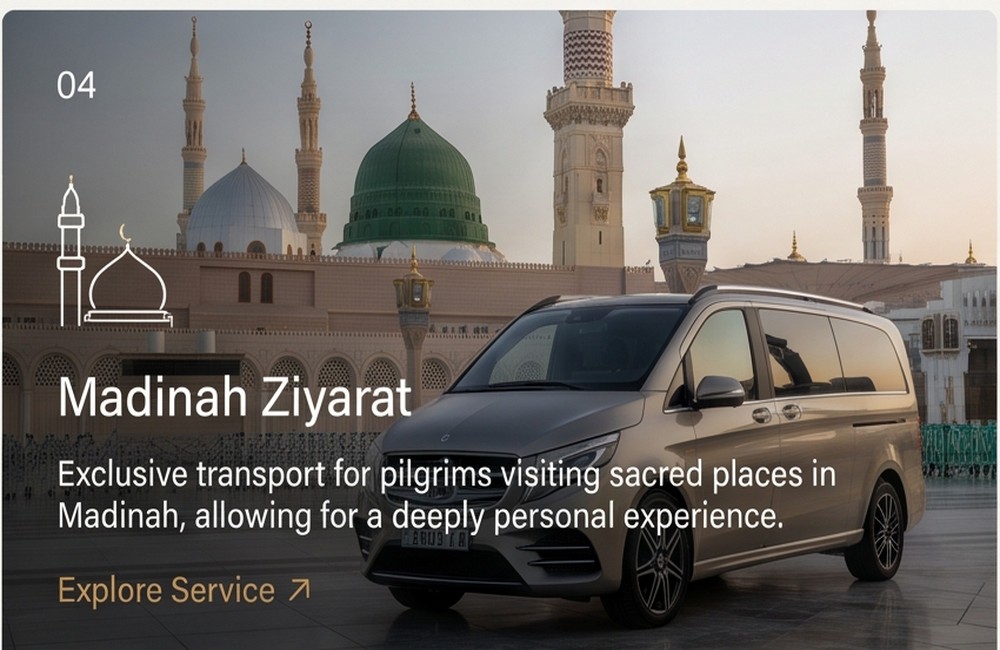 04
Madinah Ziyarat
Exclusive transport for pilgrims visiting sacred places in
Madinah, allowing for a deeply personal experience.
Explore Service ↗